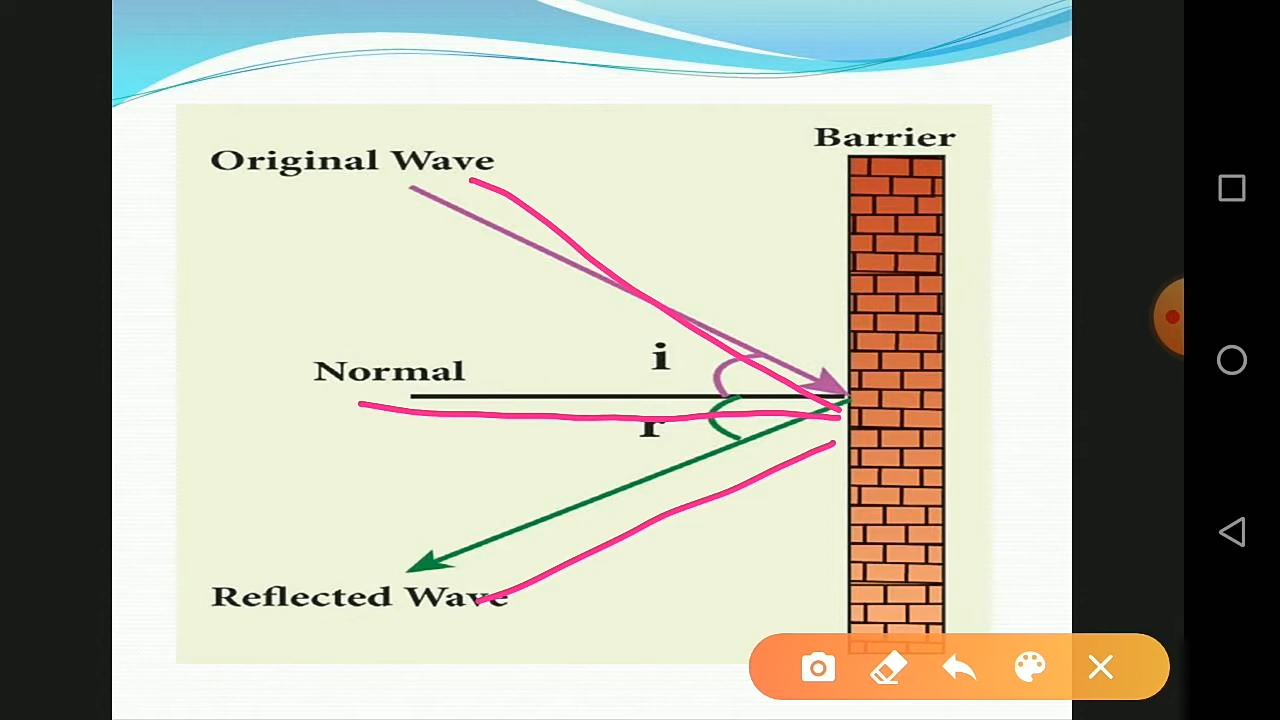 Barrier
Original Wave
i
Normal
r
Reflected Wave